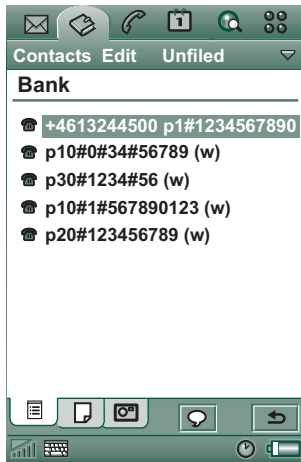 Contacts Edit Unfiled
Bank
+4613244500 p1#1234567890
p10#0#34#56789 (w)
p30#1234#56 (w)
p10#1#567890123 (w)
p20#123456789 (w)